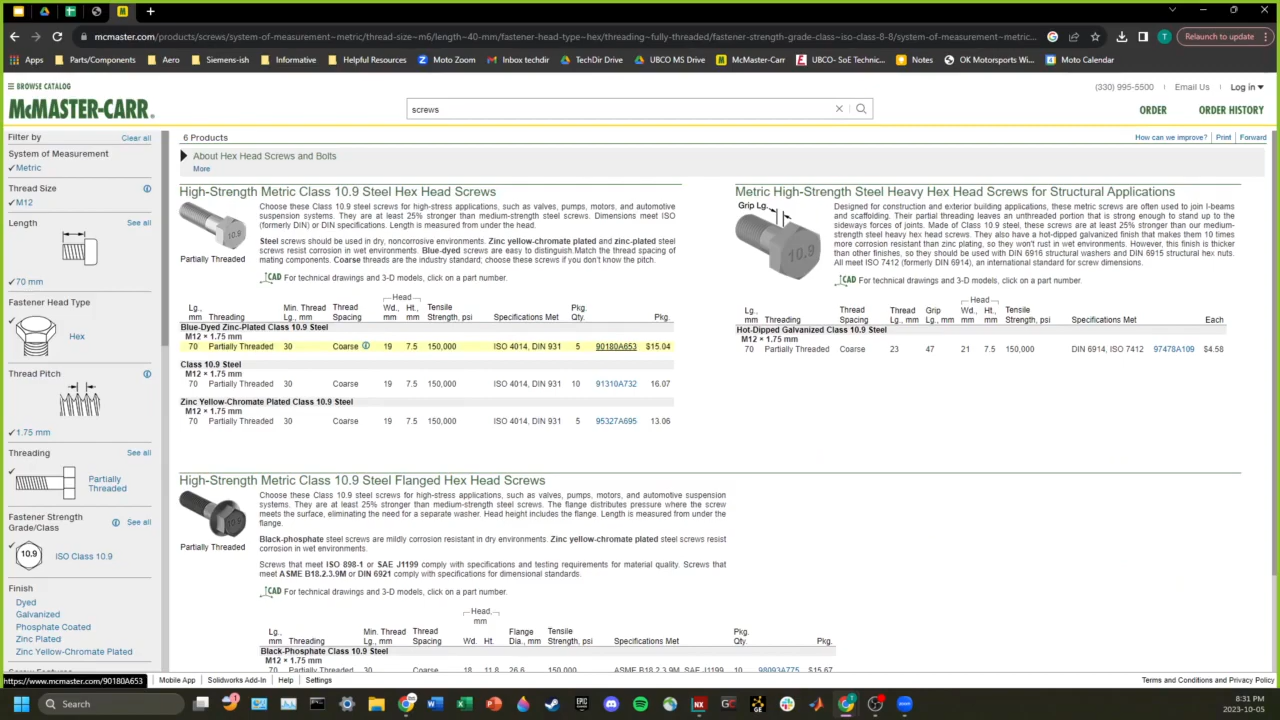 mcmaster.com/products/screws/system-of-measurement~metric/thread-size~m6/length~40-mm/fastener-head-type~hex/threading~fully-threaded/fastener-strength-grade-class~iso-class-8-8/system-of-measurement~metric...
Relaunch to update
Apps
Parts/Components
Aero
Siemens-ish
Informative
Helpful Resources
Moto Zoom
Inbox techdir
TechDir Drive
UBCO MS Drive
McMaster-Carr
UBCO- SoE Technic...
Notes
OK Motorsports Wi...
Moto Calendar
BROWSE CATALOG
(330) 995-5500
Email Us
Log in
McMASTER-CARR
screws
ORDER
ORDER HISTORY
Filter by
Clear all
6 Products
How can we improve?
Print
Forward
System of Measurement
Metric
Thread Size
M12
Length
See all
70 mm
Fastener Head Type
Hex
Thread Pitch
1.75 mm
Threading
See all
Partially
Threaded
Fastener Strength
Grade/Class
See all
10.9
ISO Class 10.9
Finish
Dyed
Galvanized
Phosphate Coated
Zinc Plated
Zinc Yellow-Chromate Plated
About Hex Head Screws and Bolts
More
High-Strength Metric Class 10.9 Steel Hex Head Screws
10.9
Partially Threaded
Choose these Class 10.9 steel screws for high-stress applications, such as valves, pumps, motors, and automotive
suspension systems. They are at least 25% stronger than medium-strength steel screws. Dimensions meet ISO
(formerly DIN) or DIN specifications. Length is measured from under the head.
Steel screws should be used in dry, noncorrosive environments. Zinc yellow-chromate plated and zinc-plated steel
screws resist corrosion in wet environments. Blue-dyed screws are easy to distinguish.Match the thread spacing of
mating components. Coarse threads are the industry standard; choose these screws if you don't know the pitch.
CAD For technical drawings and 3-D models, click on a part number.
Head
Lg., mm Threading Min. Thread Lg., mm Thread Spacing Wd., mm Ht., mm Tensile Strength, psi Specifications Met Pkg. Qty. Pkg.
Blue-Dyed Zinc-Plated Class 10.9 Steel
M12 × 1.75 mm
70 Partially Threaded 30 Coarse 19 7.5 150,000 ISO 4014, DIN 931 5 90180A653 $15.04
Class 10.9 Steel
M12 × 1.75 mm
70 Partially Threaded 30 Coarse 19 7.5 150,000 ISO 4014, DIN 931 10 91310A732 16.07
Zinc Yellow-Chromate Plated Class 10.9 Steel
M12 × 1.75 mm
70 Partially Threaded 30 Coarse 19 7.5 150,000 ISO 4014, DIN 931 5 95327A695 13.06
Metric High-Strength Steel Heavy Hex Head Screws for Structural Applications
Grip Lg.
10.9
Designed for construction and exterior building applications, these metric screws are often used to join I-beams
and scaffolding. Their partial threading leaves an unthreaded portion that is strong enough to stand up to the
sideways forces of joints. Made of Class 10.9 steel, these screws are at least 25% stronger than our medium-
strength steel heavy hex head screws. They also have a hot-dipped galvanized finish that makes them 10 times
more corrosion resistant than zinc plating, so they won't rust in wet environments. However, this finish is thicker
than other finishes, so they should be used with DIN 6916 structural washers and DIN 6915 structural hex nuts.
All meet ISO 7412 (formerly DIN 6914), an international standard for screw dimensions.
CAD For technical drawings and 3-D models, click on a part number.
Head
Lg., mm Threading Thread Spacing Thread Lg., mm Grip Lg., mm Wd., mm Ht., mm Tensile Strength, psi Specifications Met Each
Hot-Dipped Galvanized Class 10.9 Steel
M12 × 1.75 mm
70 Partially Threaded Coarse 23 47 21 7.5 150,000 DIN 6914, ISO 7412 97478A109 $4.58
High-Strength Metric Class 10.9 Steel Flanged Hex Head Screws
10.9
Partially Threaded
Choose these Class 10.9 steel screws for high-stress applications, such as valves, pumps, motors, and automotive suspension
systems. They are at least 25% stronger than medium-strength steel screws. The flange distributes pressure where the screw
meets the surface, eliminating the need for a separate washer. Head height includes the flange. Length is measured from under the
flange.
Black-phosphate steel screws are mildly corrosion resistant in dry environments. Zinc yellow-chromate plated steel screws resist
corrosion in wet environments.
Screws that meet ISO 898-1 or SAE J1199 comply with specifications and testing requirements for material quality. Screws that
meet ASME B18.2.3.9M or DIN 6921 comply with specifications for dimensional standards.
CAD For technical drawings and 3-D models, click on a part number.
Head, mm
Lg., mm Threading Min. Thread Lg., mm Thread Spacing Wd. Ht. Flange Dia., mm Tensile Strength, psi Specifications Met Pkg. Qty. Pkg.
Black-Phosphate Class 10.9 Steel
M12 × 1.75 mm
70 Partially Threaded 30 Coarse 18 11.8 26.6 150,000 ASME B18.2.3.9M, SAE J1199 10 98093A775 $15.67
Screw Features
https://www.mcmaster.com/90180A653
Mobile App
Solidworks Add-In
Help
Settings
Terms and Conditions and Privacy Policy
Search
8:31 PM
2023-10-05